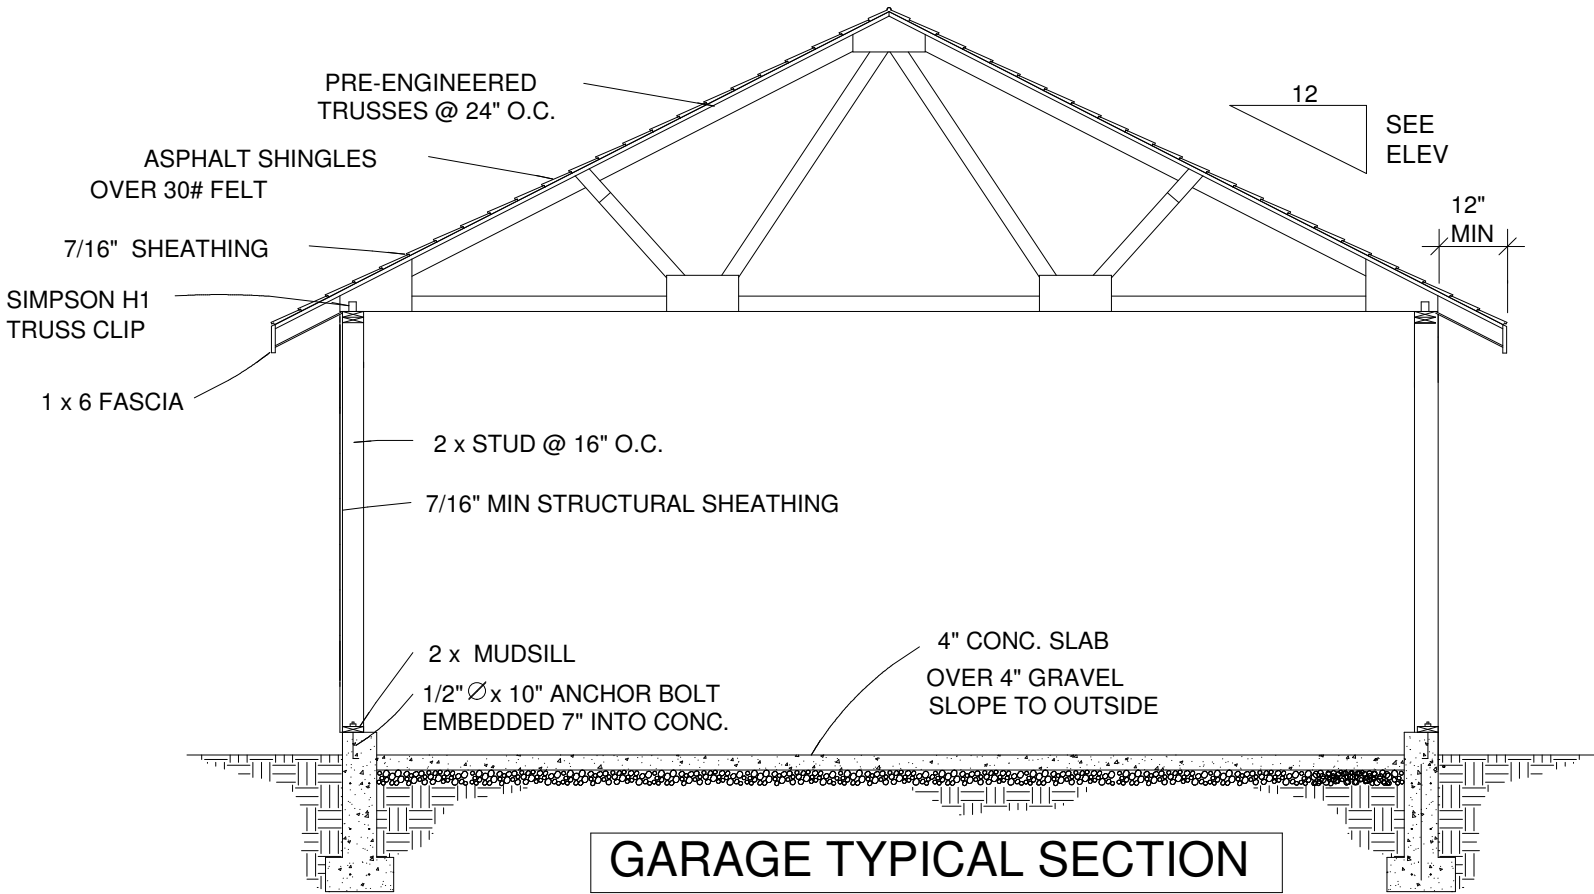 PRE-ENGINEERED
TRUSSES @ 24" O.C.
12
SEE
ELEV
ASPHALT SHINGLES
OVER 30# FELT
12"
MIN
7/16" SHEATHING
SIMPSON H1
TRUSS CLIP
1 x 6 FASCIA
2 x STUD @ 16" O.C.
7/16" MIN STRUCTURAL SHEATHING
2 x MUDSILL
1/2" Ø x 10" ANCHOR BOLT
EMBEDDED 7" INTO CONC.
4" CONC. SLAB
OVER 4" GRAVEL
SLOPE TO OUTSIDE
GARAGE TYPICAL SECTION